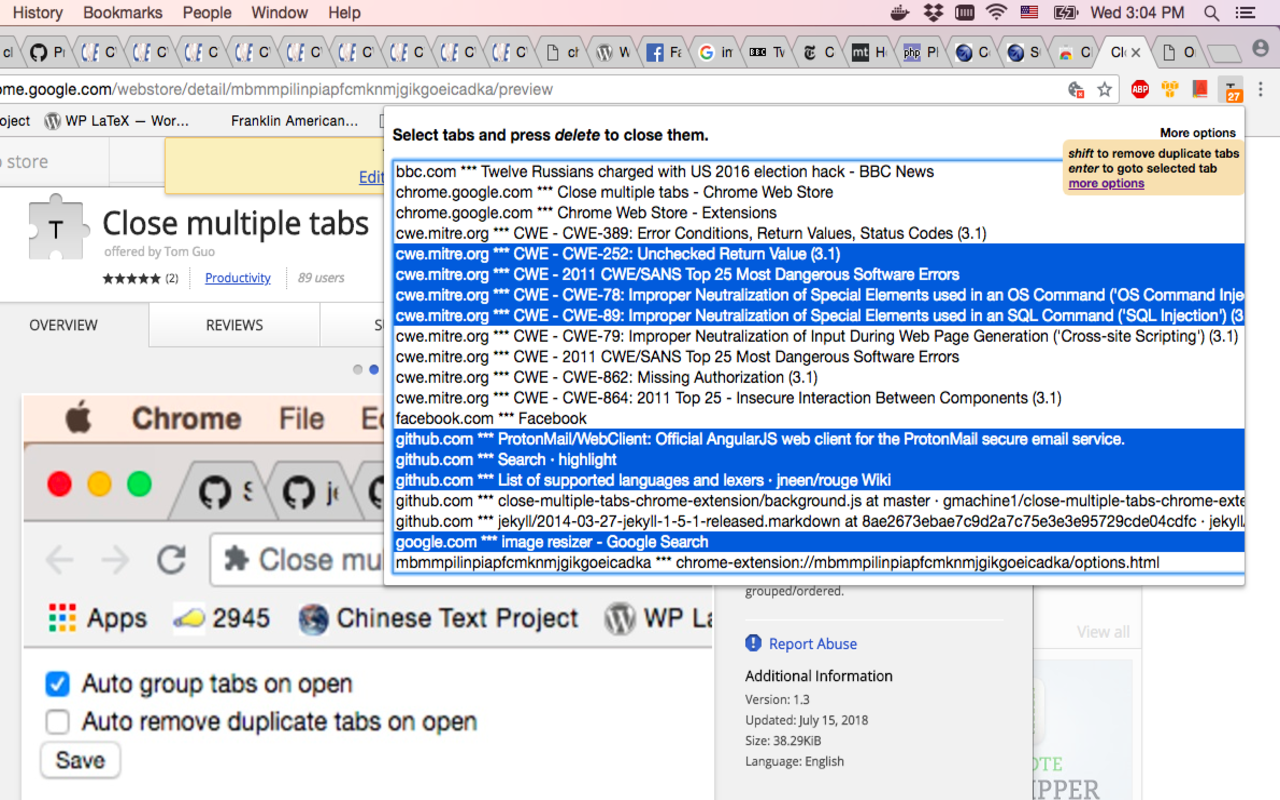 History Bookmarks People Window Help Wed 3:04 PM
ome.google.com/webstore/detail/mbmmpilinpiapfcmknmjgikgoeicadka/preview
ABP
27
oject WP LaTeX — Wor... Franklin American...
store
Edit
Select tabs and press delete to close them.
More options
shift to remove duplicate tabs
enter to goto selected tab
more options
bbc.com *** Twelve Russians charged with US 2016 election hack - BBC News
chrome.google.com *** Close multiple tabs - Chrome Web Store
chrome.google.com *** Chrome Web Store - Extensions
cwe.mitre.org *** CWE - CWE-389: Error Conditions, Return Values, Status Codes (3.1)
cwe.mitre.org *** CWE - CWE-252: Unchecked Return Value (3.1)
cwe.mitre.org *** CWE - 2011 CWE/SANS Top 25 Most Dangerous Software Errors
cwe.mitre.org *** CWE - CWE-78: Improper Neutralization of Special Elements used in an OS Command ('OS Command Inje
cwe.mitre.org *** CWE - CWE-89: Improper Neutralization of Special Elements used in an SQL Command ('SQL Injection') (3
cwe.mitre.org *** CWE - CWE-79: Improper Neutralization of Input During Web Page Generation ('Cross-site Scripting') (3.1)
cwe.mitre.org *** CWE - 2011 CWE/SANS Top 25 Most Dangerous Software Errors
cwe.mitre.org *** CWE - CWE-862: Missing Authorization (3.1)
cwe.mitre.org *** CWE - CWE-864: 2011 Top 25 - Insecure Interaction Between Components (3.1)
facebook.com *** Facebook
github.com *** ProtonMail/WebClient: Official AngularJS web client for the ProtonMail secure email service.
github.com *** Search · highlight
github.com *** List of supported languages and lexers · jneen/rouge Wiki
github.com *** close-multiple-tabs-chrome-extension/background.js at master · gmachine1/close-multiple-tabs-chrome-exte
github.com *** jekyll/2014-03-27-jekyll-1-5-1-released.markdown at 8ae2673ebae7c9d2a7c75e3e3e95729cde04cdfc · jekyll/
google.com *** image resizer - Google Search
mbmmpilinpiapfcmknmjgikgoeicadka *** chrome-extension://mbmmpilinpiapfcmknmjgikgoeicadka/options.html
T
Close multiple tabs
offered by Tom Guo
★★★★★ (2) Productivity 89 users
OVERVIEW REVIEWS
Chrome File
Close mu
Apps 2945 Chinese Text Project WP La
Auto group tabs on open
Auto remove duplicate tabs on open
Save
grouped/ordered.
Report Abuse
Additional Information
Version: 1.3
Updated: July 15, 2018
Size: 38.29KiB
Language: English
View all
OTE
IPPER